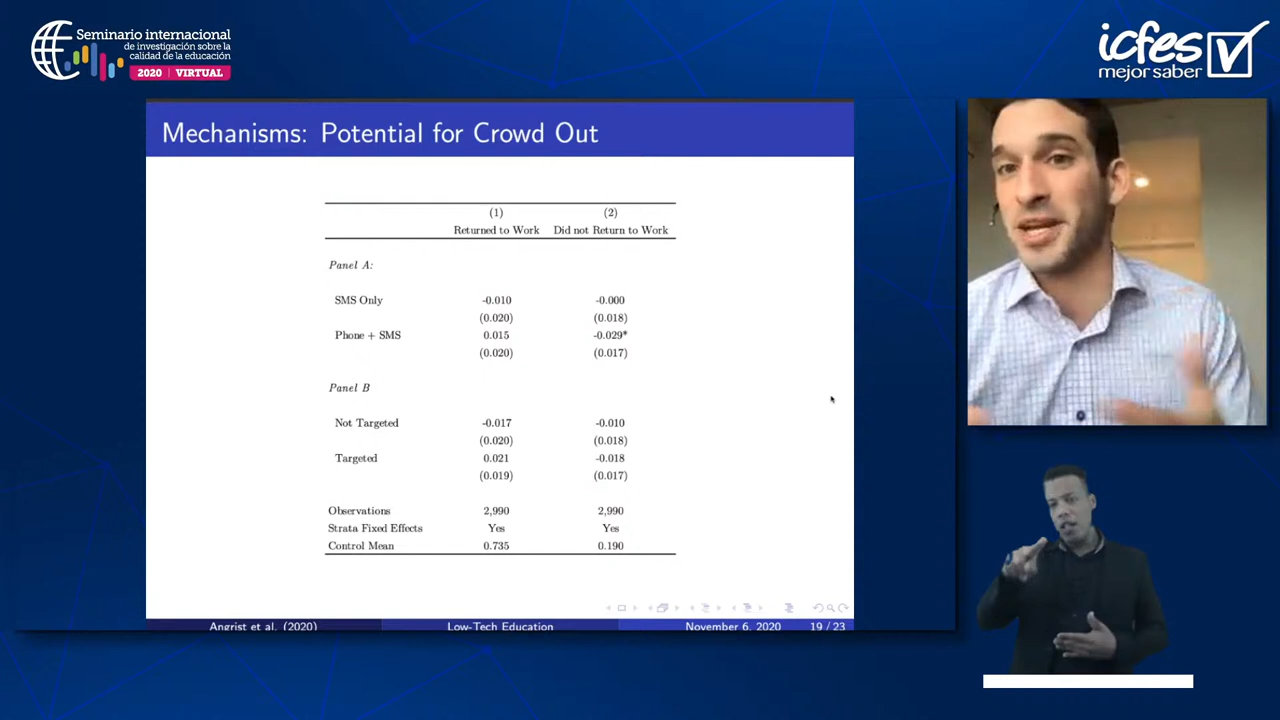 Seminario internacional
de investigación sobre la
calidad de la educación
2020 | VIRTUAL
icfes
mejor saber
Mechanisms: Potential for Crowd Out
(1) (2)
Returned to Work Did not Return to Work
Panel A:
SMS Only -0.010 -0.000
(0.020) (0.018)
Phone + SMS 0.015 -0.029*
(0.020) (0.017)
Panel B
Not Targeted -0.017 -0.010
(0.020) (0.018)
Targeted 0.021 -0.018
(0.019) (0.017)
Observations 2,990 2,990
Strata Fixed Effects Yes Yes
Control Mean 0.735 0.190
Angrist et al. (2020) Low-Tech Education November 6, 2020 19 / 23